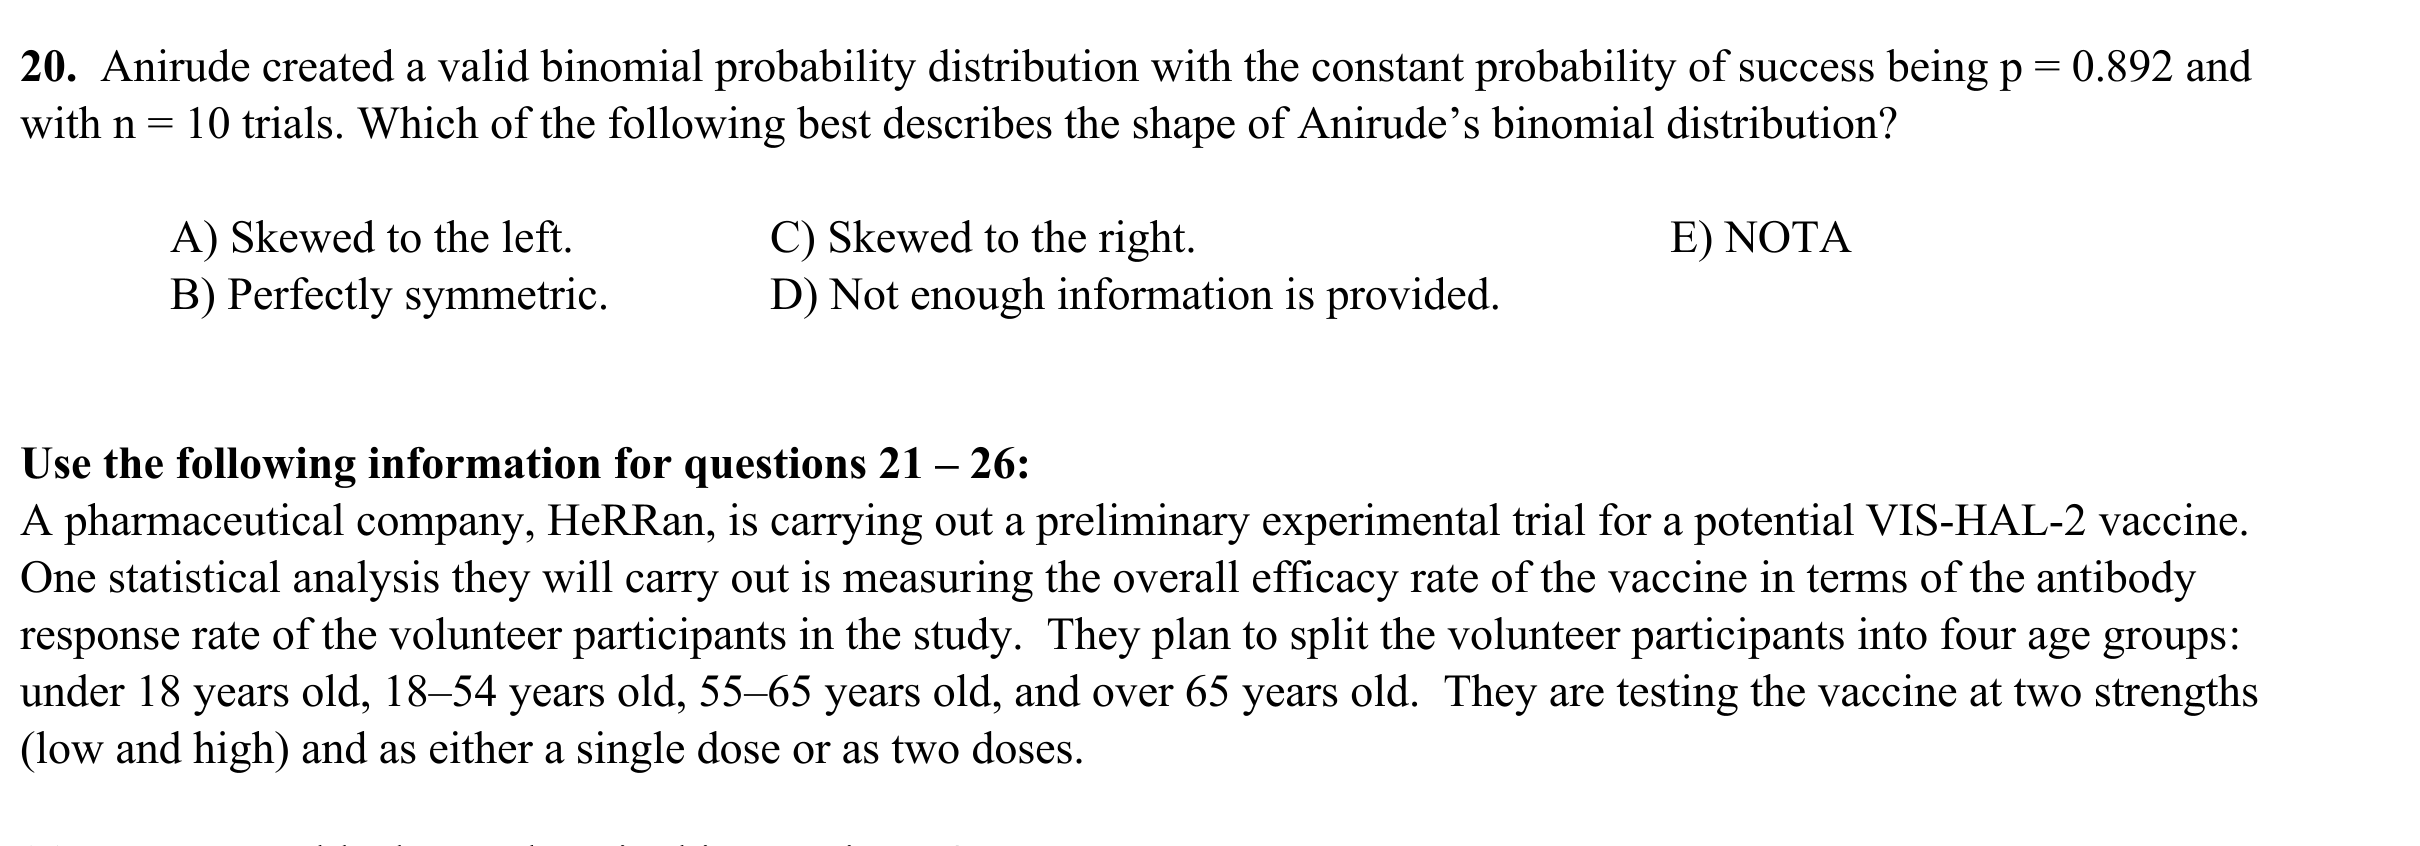 20. Anirude created a valid binomial probability distribution with the constant probability of success being p = 0.892 and
with n = 10 trials. Which of the following best describes the shape of Anirude’s binomial distribution?
A) Skewed to the left. C) Skewed to the right. E) NOTA
B) Perfectly symmetric. D) Not enough information is provided.
Use the following information for questions 21 – 26:
A pharmaceutical company, HeRRan, is carrying out a preliminary experimental trial for a potential VIS-HAL-2 vaccine.
One statistical analysis they will carry out is measuring the overall efficacy rate of the vaccine in terms of the antibody
response rate of the volunteer participants in the study. They plan to split the volunteer participants into four age groups:
under 18 years old, 18–54 years old, 55–65 years old, and over 65 years old. They are testing the vaccine at two strengths
(low and high) and as either a single dose or as two doses.